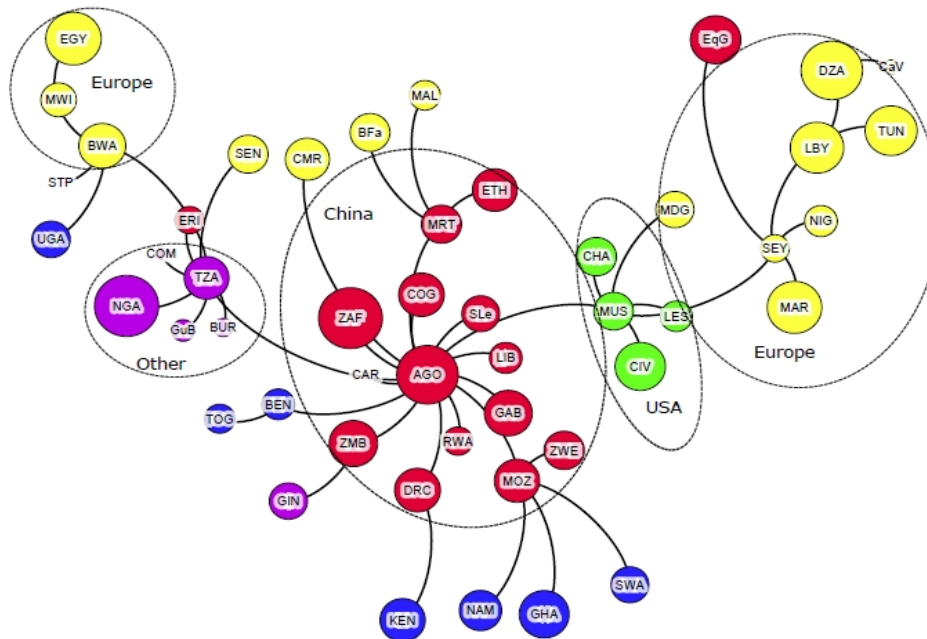 EGY
EqG
DZA
CaV
Europe
MAL
MWI
BFa
TUN
BWA
SEN
LBY
CMR
STP
ETH
MDG
ERI
China
MRT
NIG
UGA
SEY
COM
CHA
TZA
NGA
COG
MAR
SLe
MUS
LES
ZAF
GuB
BUR
LIB
Europe
Other
CAR
AGO
CIV
BEN
USA
TOG
GAB
ZMB
RWA
ZWE
MOZ
DRC
GIN
SWA
KEN
NAM
GHA